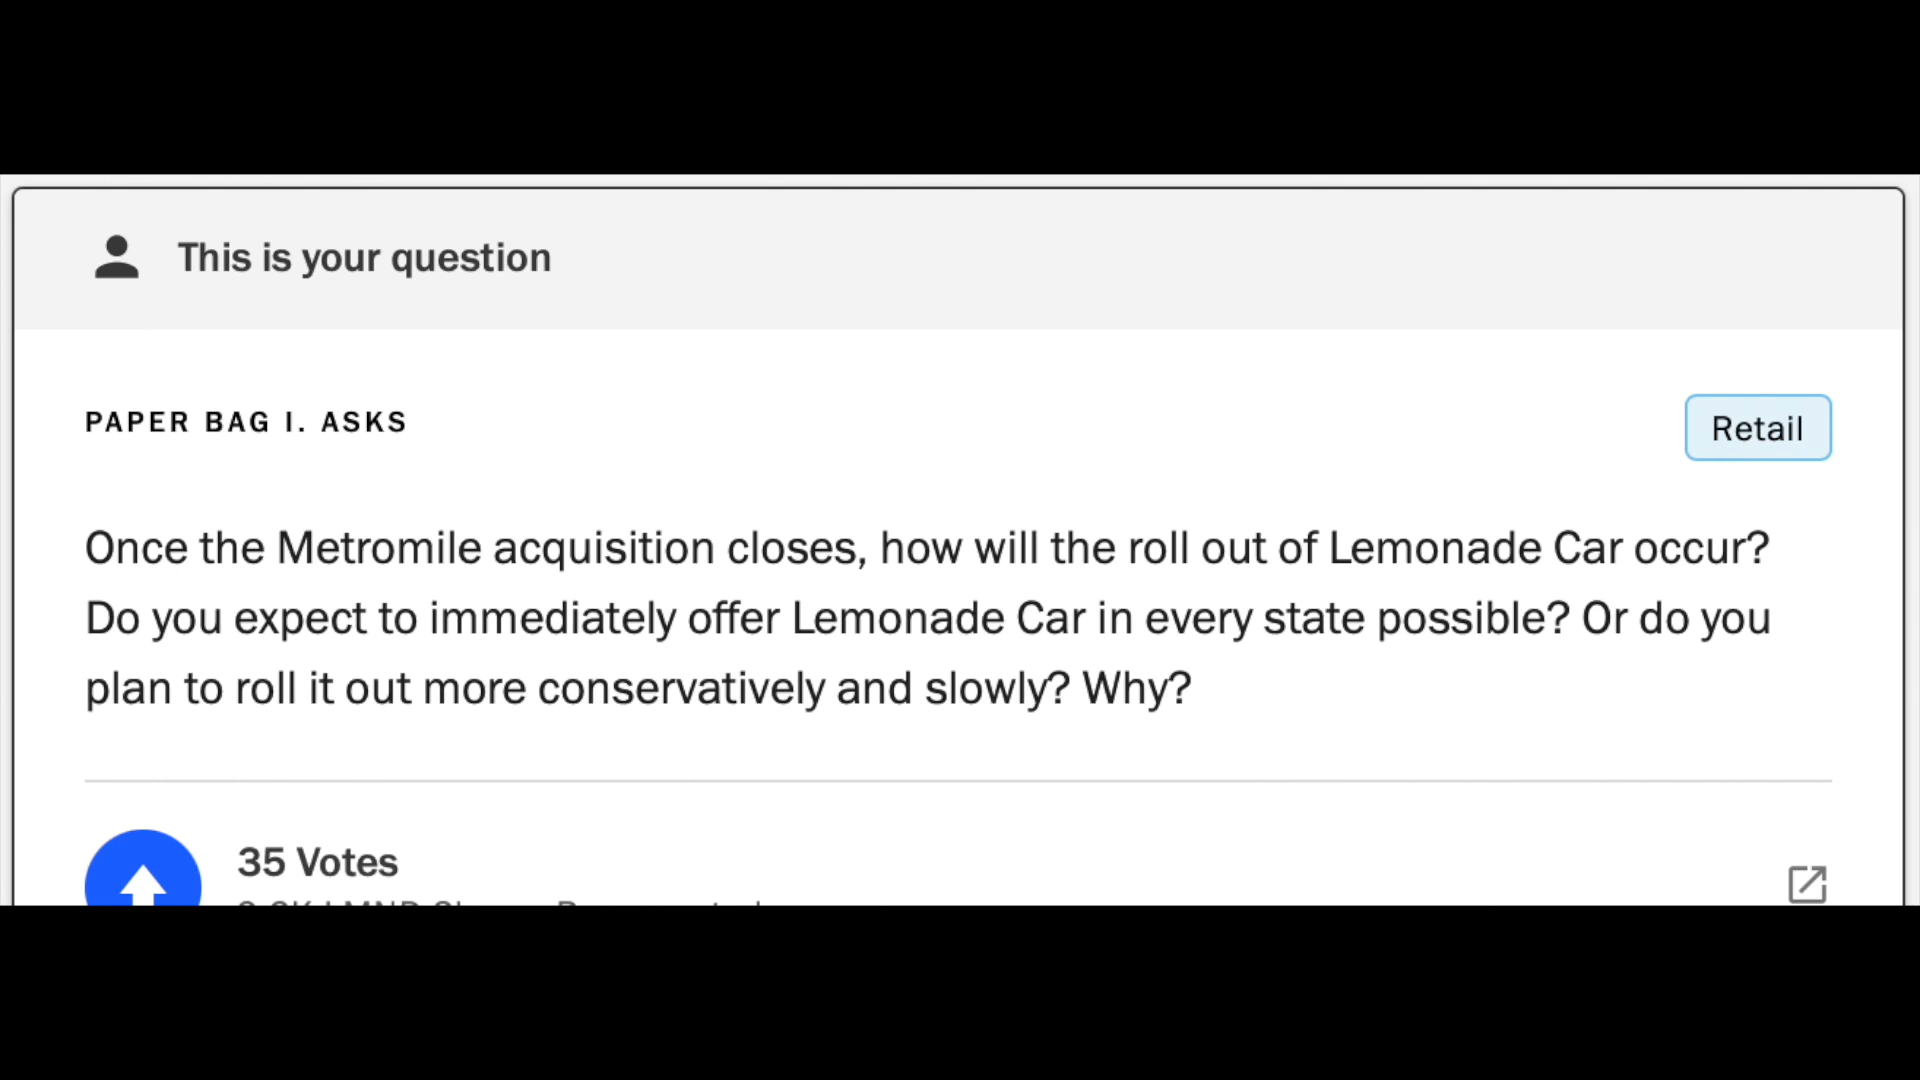 This is your question
PAPER BAG I. ASKS
Retail
Once the Metromile acquisition closes, how will the roll out of Lemonade Car occur?
Do you expect to immediately offer Lemonade Car in every state possible? Or do you
plan to roll it out more conservatively and slowly? Why?
35 Votes